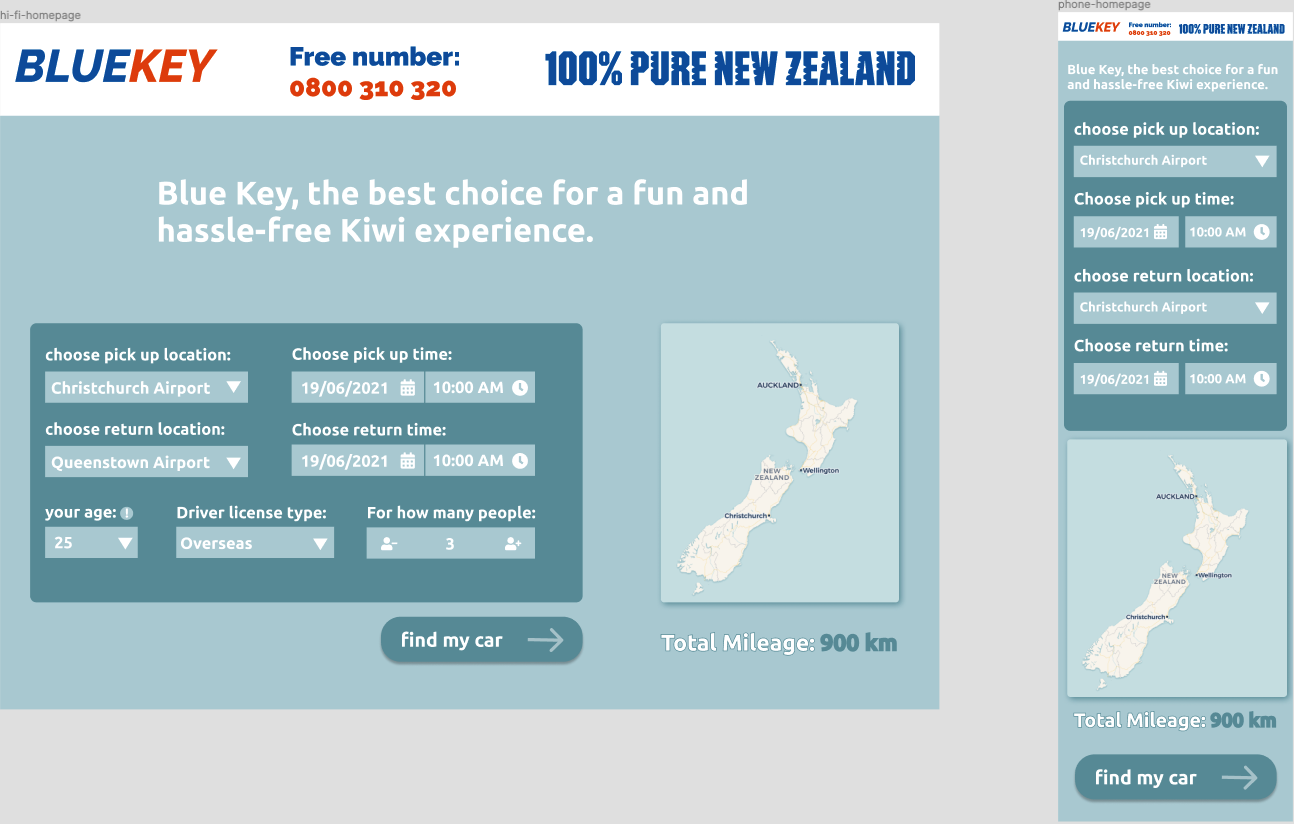 hi-fi-homepage
BLUEKEY
Free number:
0800 310 320
100% PURE NEW ZEALAND
Blue Key, the best choice for a fun and
hassle-free Kiwi experience.
choose pick up location:
Christchurch Airport
Choose pick up time:
19/06/2021
10:00 AM
choose return location:
Queenstown Airport
Choose return time:
19/06/2021
10:00 AM
your age:
25
Driver license type:
Overseas
For how many people:
3
find my car
AUCKLAND
NEW
ZEALAND
Wellington
Christchurch
Total Mileage: 900 km
phone-homepage
BLUEKEY
Free number:
0800 310 320
100% PURE NEW ZEALAND
Blue Key, the best choice for a fun
and hassle-free Kiwi experience.
choose pick up location:
Christchurch Airport
Choose pick up time:
19/06/2021
10:00 AM
choose return location:
Christchurch Airport
Choose return time:
19/06/2021
10:00 AM
AUCKLAND
NEW
ZEALAND
Wellington
Christchurch
Total Mileage: 900 km
find my car